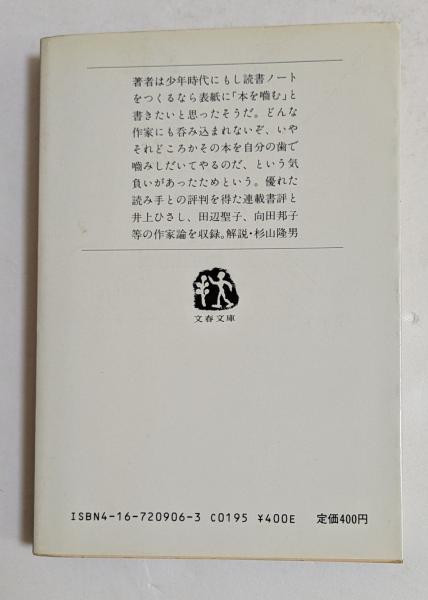 著者は少年時代にもし読書ノート
をつくるなら表紙に「本を嚙む」と
書きたいと思ったそうだ。どんな
作家にも呑み込まれないぞ、いや
それどころかその本を自分の歯で
嚙みしだいてやるのだ、という気
負いがあったためという。優れた
読み手との評判を得た連載書評と
井上ひさし、田辺聖子、向田邦子
等の作家論を収録。解説・杉山隆男
文春文庫
ISBN4-16-720906-3 C0195 ¥400E 定価400円